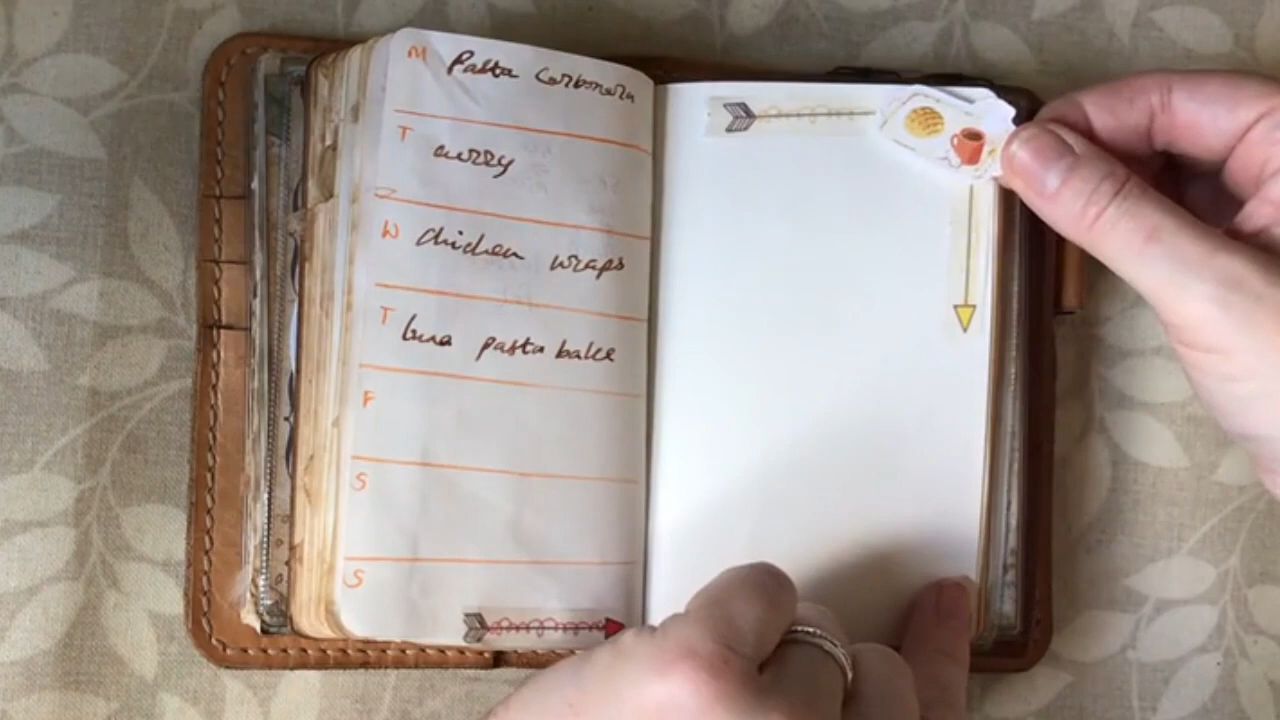 M Pasta Carbonara
T curry
W Chicken wraps
T tuna pasta bake
F
S
S